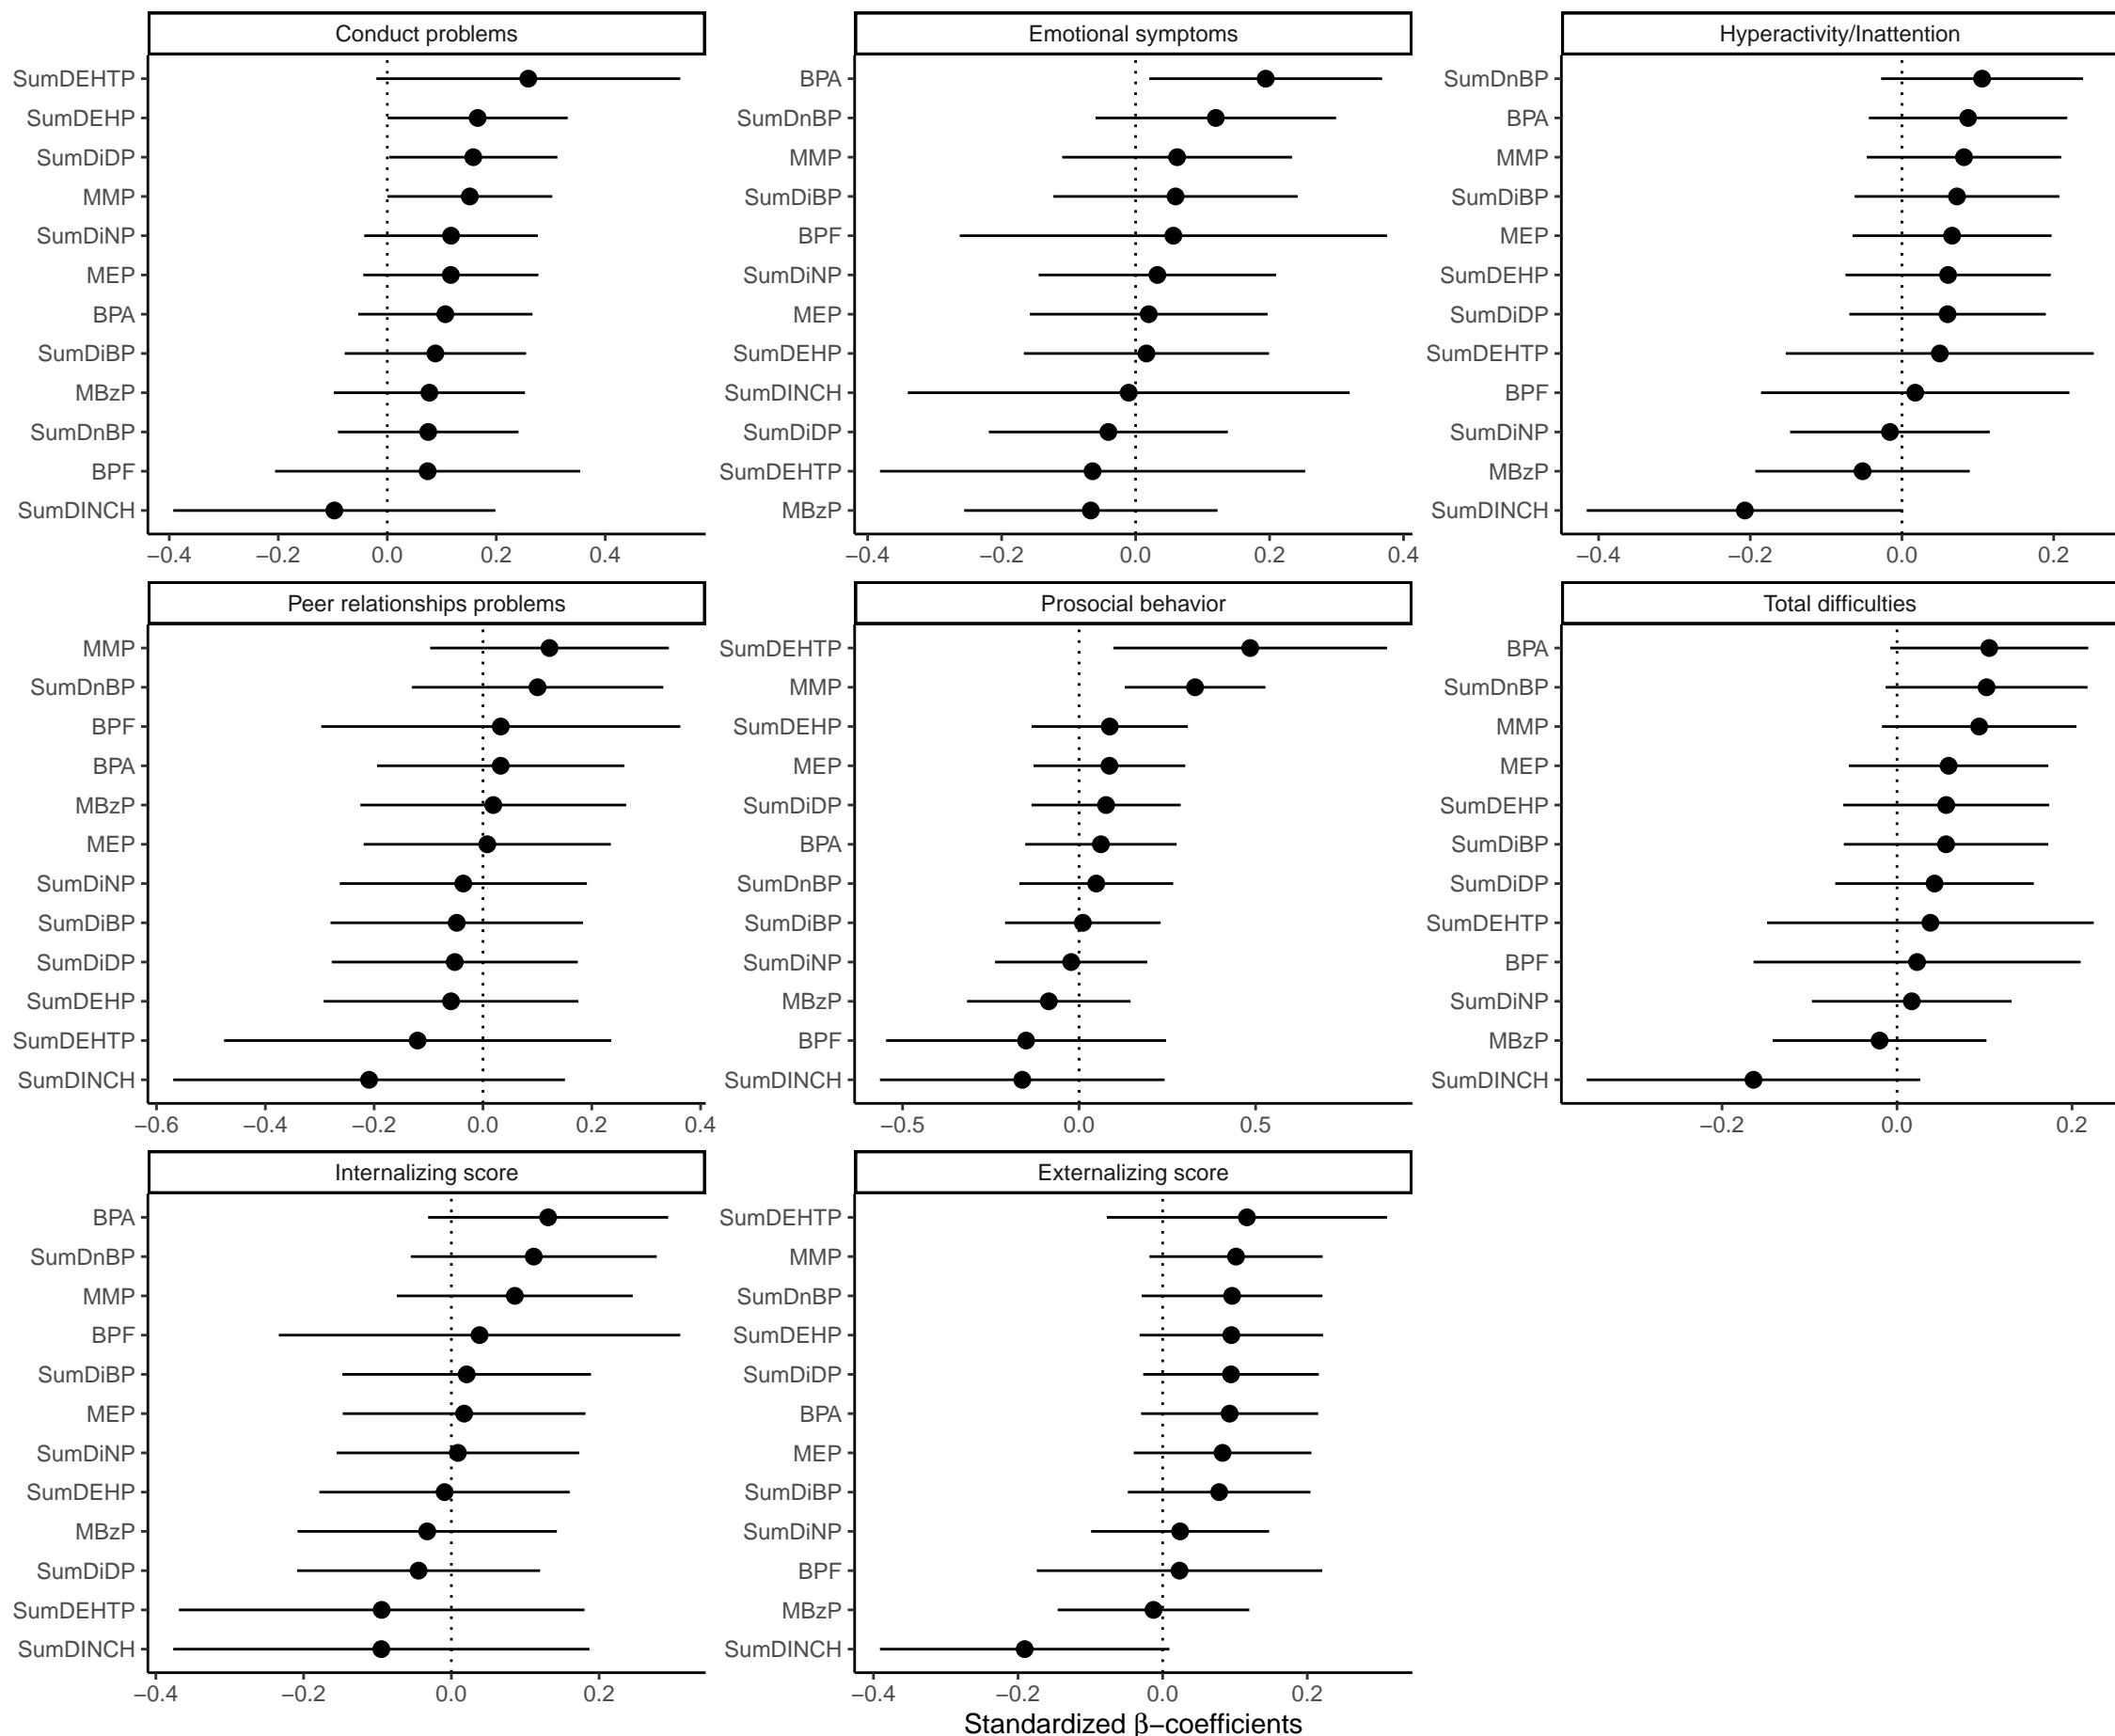 Conduct problems
SumDEHTP
SumDEHP
SumDiDP
MMP
SumDiNP
MEP
BPA
SumDiBP
MBzP
SumDnBP
BPF
SumDINCH
−0.4 −0.2 0.0 0.2 0.4
Emotional symptoms
BPA
SumDnBP
MMP
SumDiBP
BPF
SumDiNP
MEP
SumDEHP
SumDINCH
SumDiDP
SumDEHTP
MBzP
−0.4 −0.2 0.0 0.2 0.4
Hyperactivity/Inattention
SumDnBP
BPA
MMP
SumDiBP
MEP
SumDEHP
SumDiDP
SumDEHTP
BPF
SumDiNP
MBzP
SumDINCH
−0.4 −0.2 0.0 0.2
Peer relationships problems
MMP
SumDnBP
BPF
BPA
MBzP
MEP
SumDiNP
SumDiBP
SumDiDP
SumDEHP
SumDEHTP
SumDINCH
−0.6 −0.4 −0.2 0.0 0.2 0.4
Prosocial behavior
SumDEHTP
MMP
SumDEHP
MEP
SumDiDP
BPA
SumDnBP
SumDiBP
SumDiNP
MBzP
BPF
SumDINCH
−0.5 0.0 0.5
Total difficulties
BPA
SumDnBP
MMP
MEP
SumDEHP
SumDiBP
SumDiDP
SumDEHTP
BPF
SumDiNP
MBzP
SumDINCH
−0.2 0.0 0.2
Internalizing score
BPA
SumDnBP
MMP
BPF
SumDiBP
MEP
SumDiNP
SumDEHP
MBzP
SumDiDP
SumDEHTP
SumDINCH
−0.4 −0.2 0.0 0.2
Externalizing score
SumDEHTP
MMP
SumDnBP
SumDEHP
SumDiDP
BPA
MEP
SumDiBP
SumDiNP
BPF
MBzP
SumDINCH
−0.4 −0.2 0.0 0.2
Standardized β−coefficients